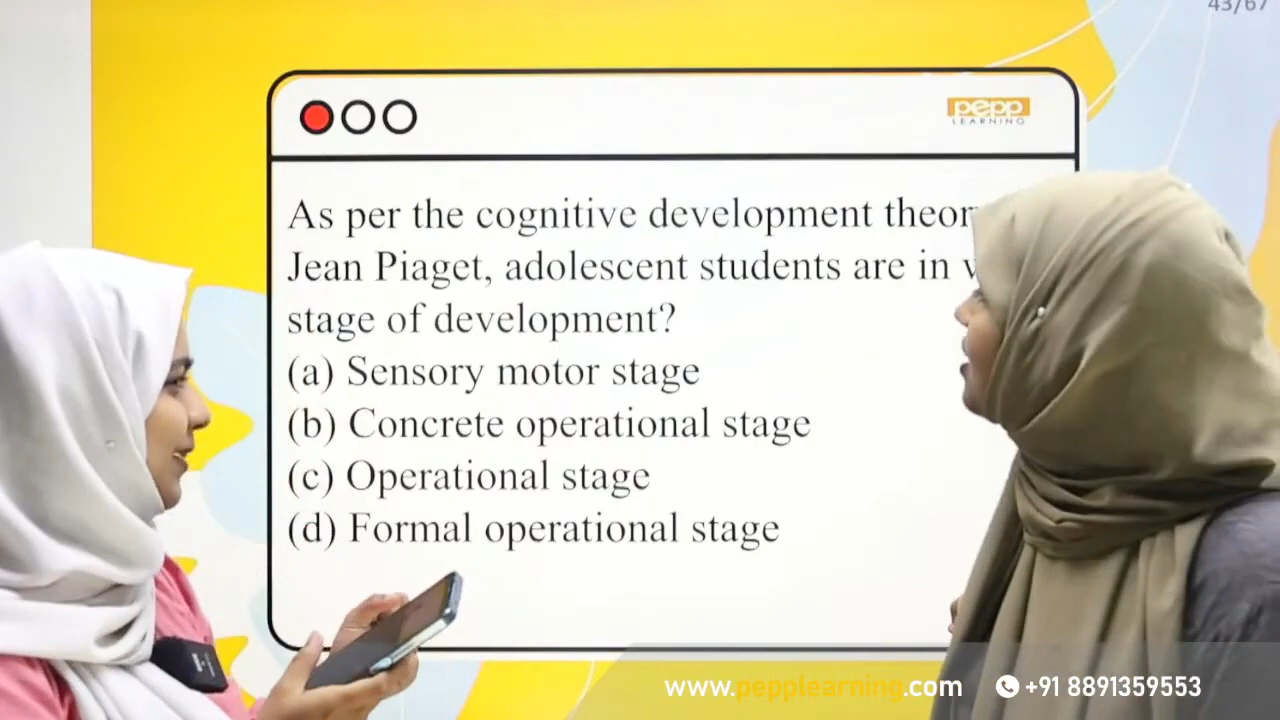 43/67
pepp
LEARNING
As per the cognitive development
Jean Piaget, adolescent students are in
stage of development?
(a) Sensory motor stage
(b) Concrete operational stage
(c) Operational stage
(d) Formal operational stage
www.pepplearning.com +91 8891359553